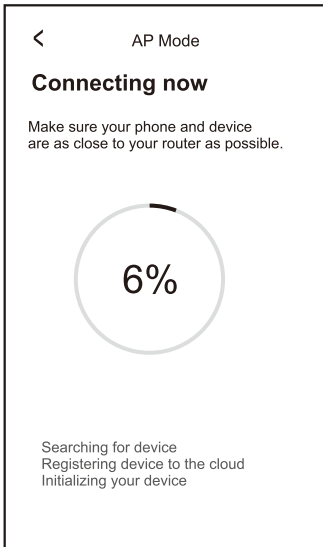 AP Mode
Connecting now
Make sure your phone and device
are as close to your router as possible.
6%
Searching for device
Registering device to the cloud
Initializing your device